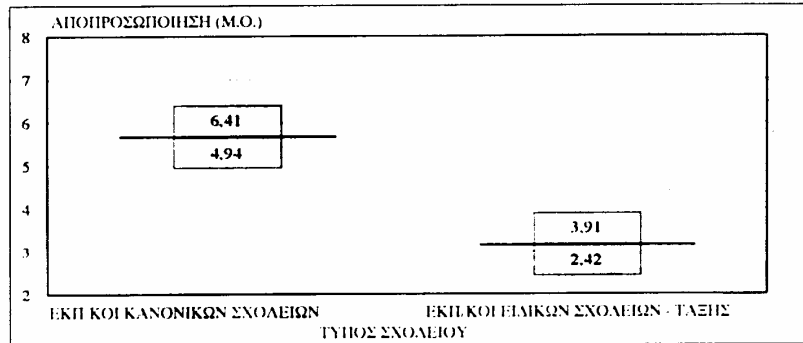 ΑΠΟΠΡΟΣΩΠΟΙΗΣΗ (Μ.Ο.)
8
7
6
5
4
3
2
6,41
4,94
3,91
2,42
ΕΚΠ ΚΟΙ ΚΑΝΟΝΙΚΩΝ ΣΧΟΛΕΙΩΝ
ΕΚΠ. ΚΟΙ ΕΙΔΙΚΩΝ ΣΧΟΛΕΙΩΝ - ΤΑΞΗΣ
ΤΥΠΟΣ ΣΧΟΛΕΙΟΥ